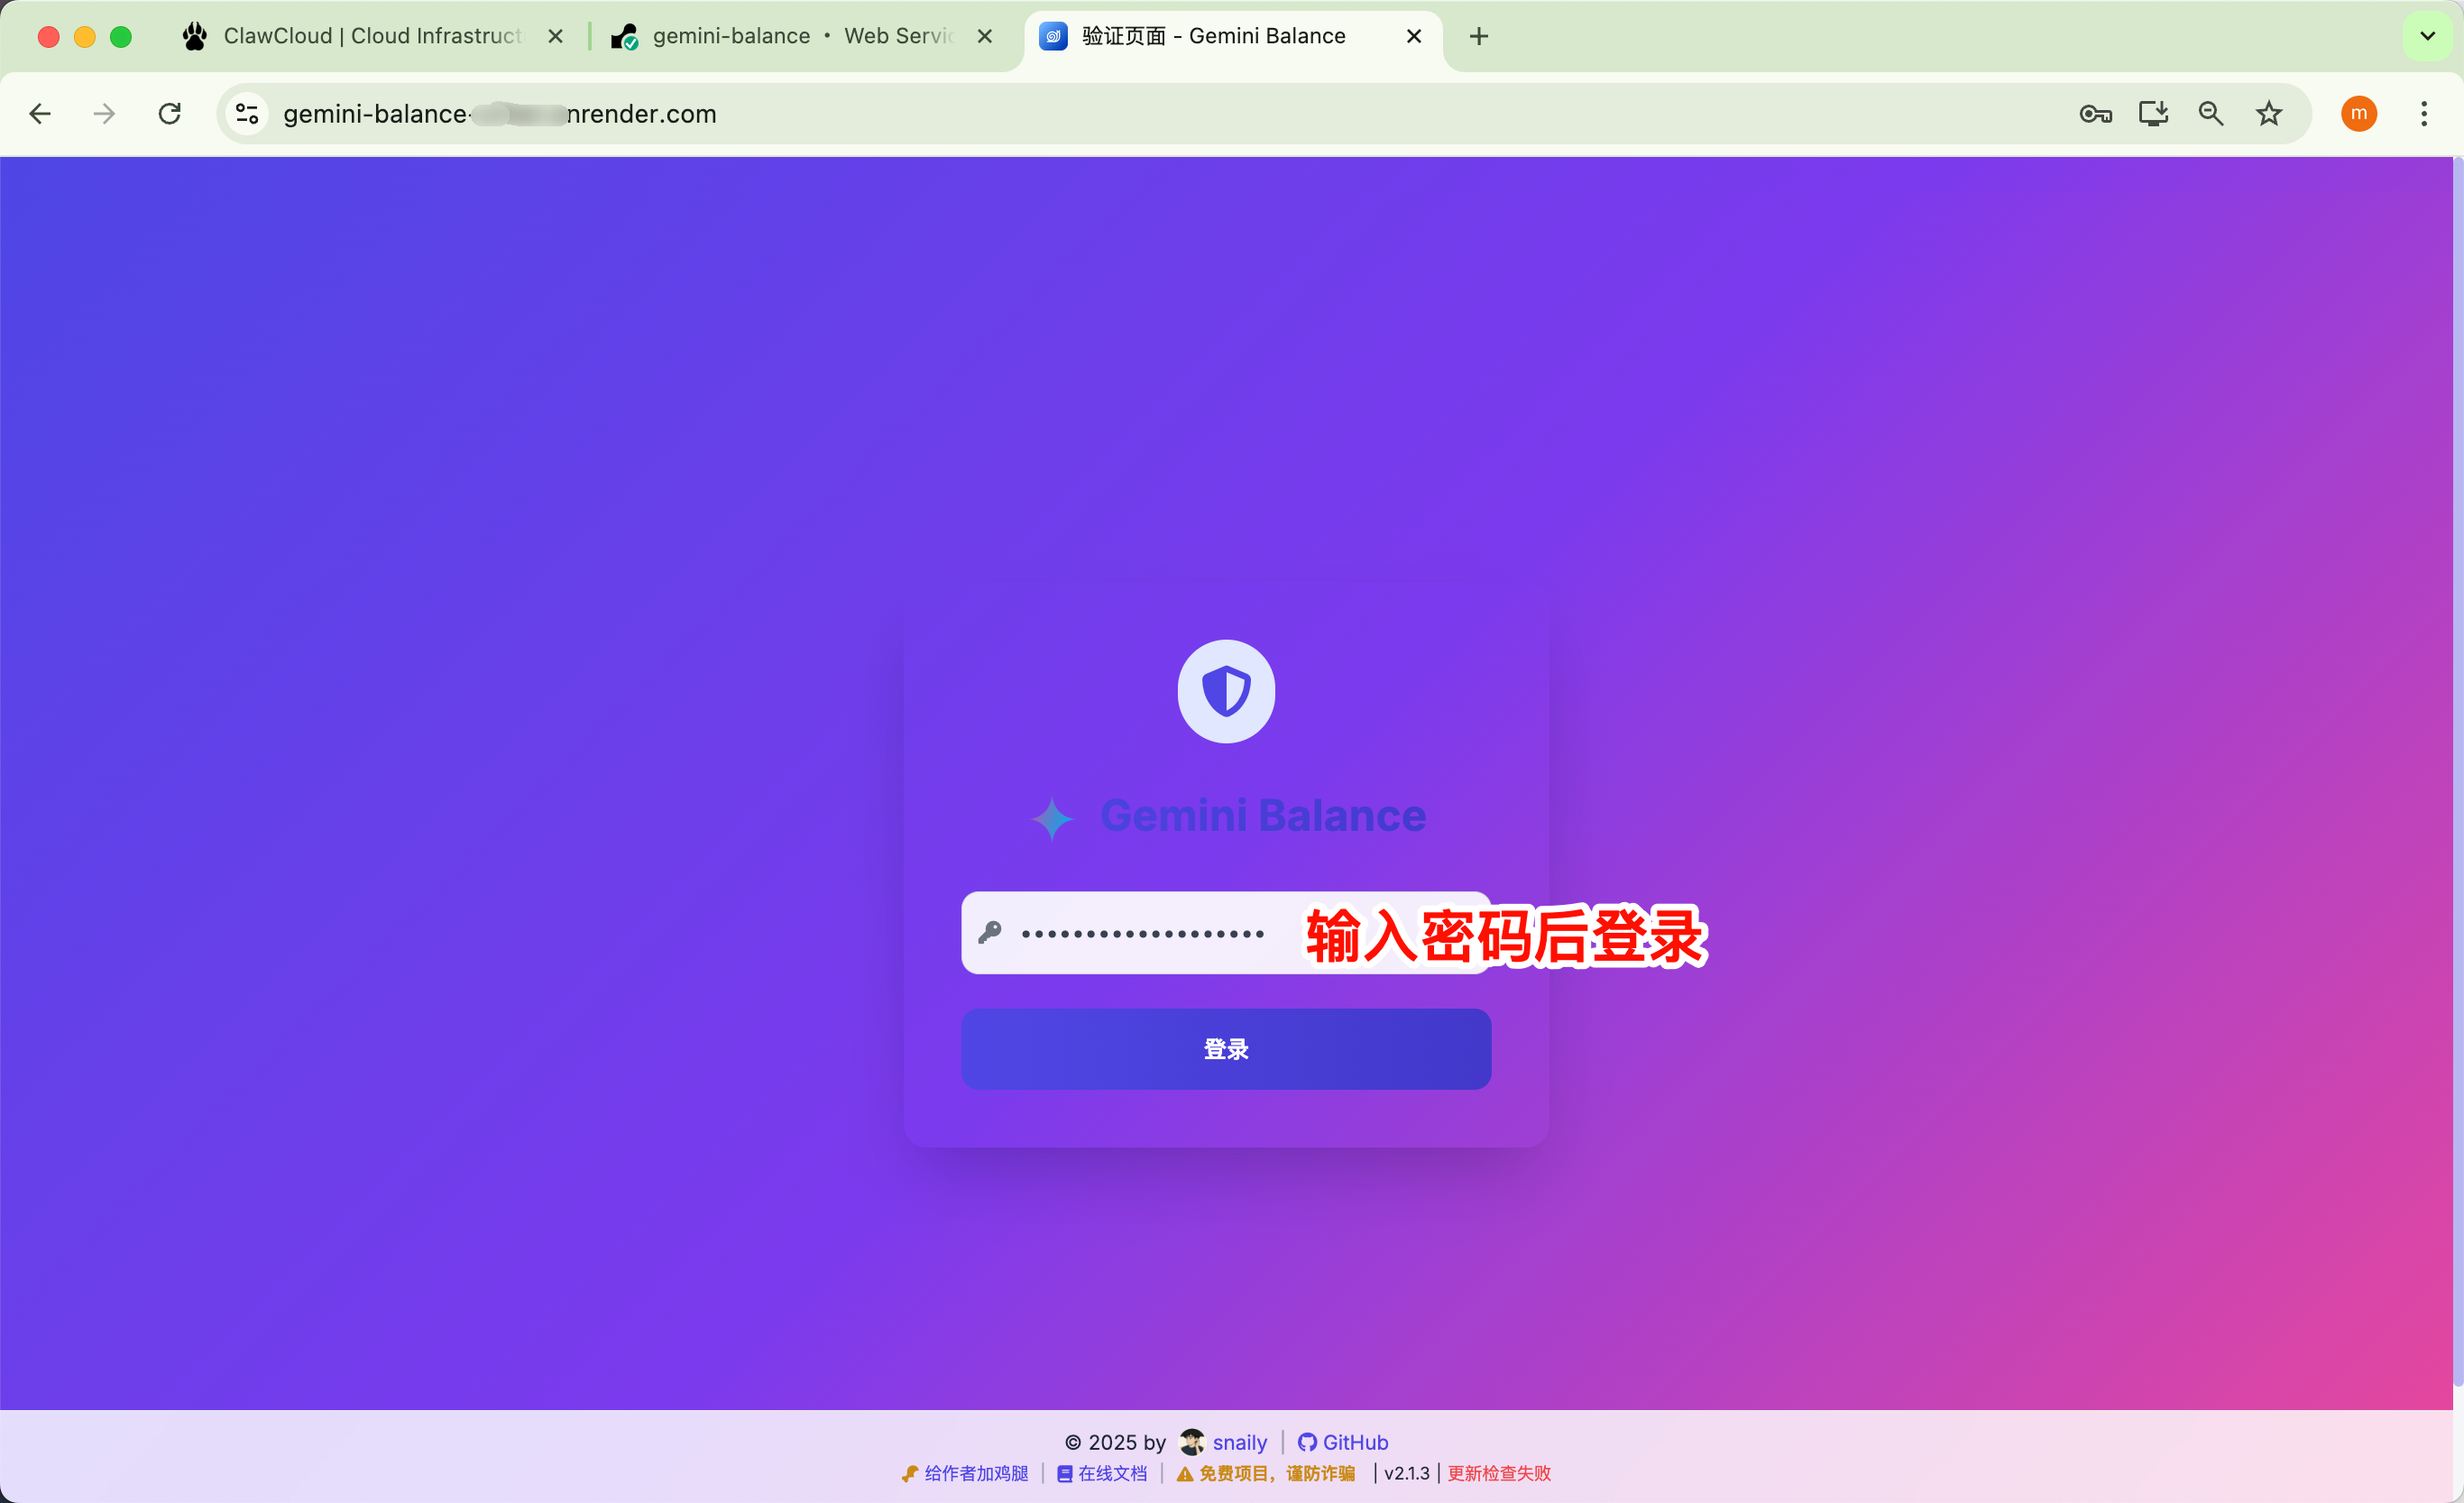 ClawCloud | Cloud Infrastruct
gemini-balance • Web Servic
验证页面 - Gemini Balance
gemini-balance- nrender.com
m
Gemini Balance
输入密码后登录
登录
© 2025 by snaily | GitHub
给作者加鸡腿 | 在线文档 | 免费项目，谨防诈骗 | v2.1.3 | 更新检查失败